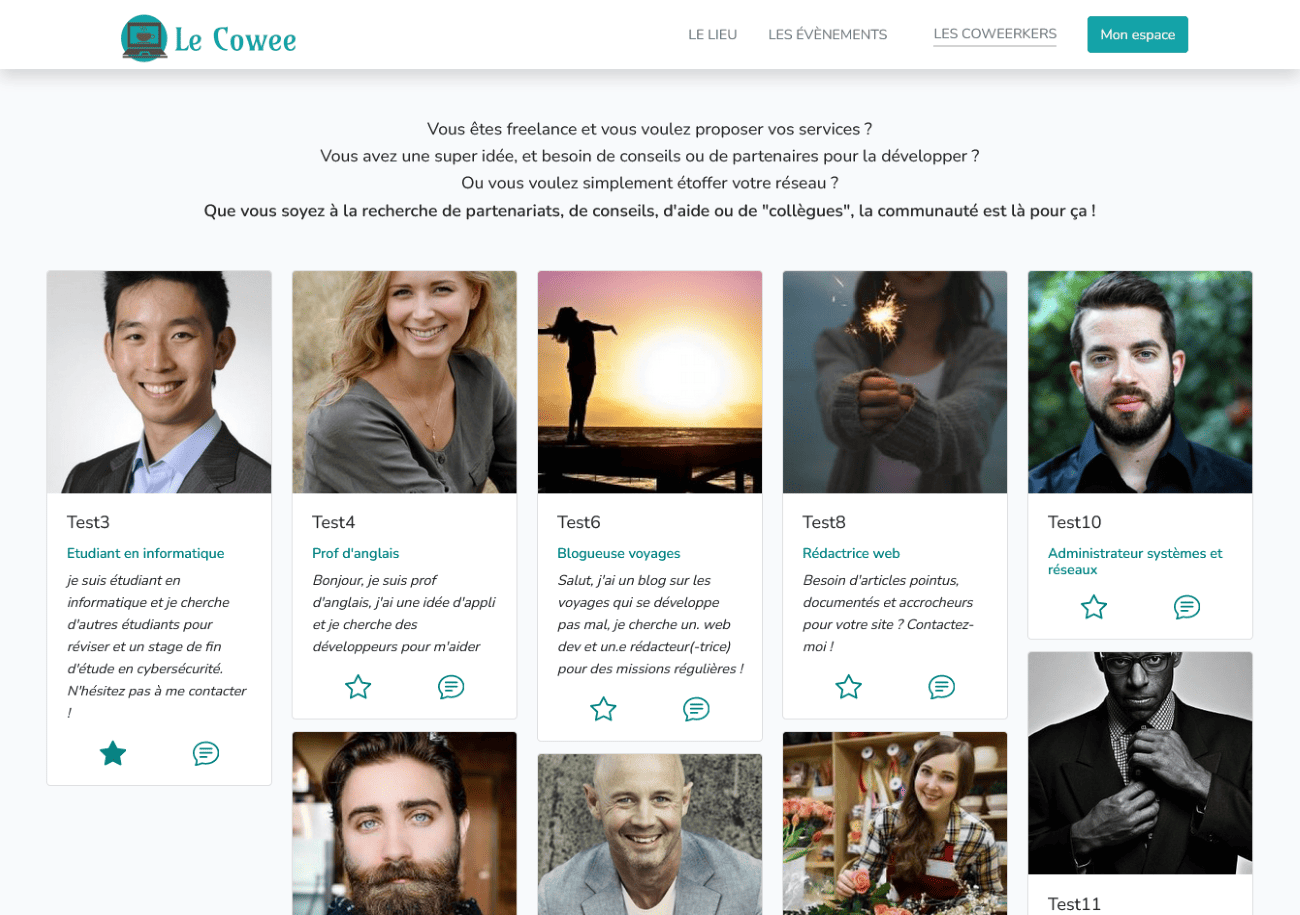 Le Cowee
LE LIEU
LES ÉVÈNEMENTS
LES COWEERKERS
Mon espace
Vous êtes freelance et vous voulez proposer vos services ?
Vous avez une super idée, et besoin de conseils ou de partenaires pour la développer ?
Ou vous voulez simplement étoffer votre réseau ?
Que vous soyez à la recherche de partenariats, de conseils, d'aide ou de "collègues", la communauté est là pour ça !
Test3
Etudiant en informatique
je suis étudiant en
informatique et je cherche
d'autres étudiants pour
réviser et un stage de fin
d'étude en cybersécurité.
N'hésitez pas à me contacter
!
Test4
Prof d'anglais
Bonjour, je suis prof
d'anglais, j'ai une idée d'appli
et je cherche des
développeurs pour m'aider
Test6
Blogueuse voyages
Salut, j'ai un blog sur les
voyages qui se développe
pas mal, je cherche un. web
dev et un.e rédacteur(-trice)
pour des missions régulières !
Test8
Rédactrice web
Besoin d'articles pointus,
documentés et accrocheurs
pour votre site ? Contactez-
moi !
Test10
Administrateur systèmes et
réseaux
Test11